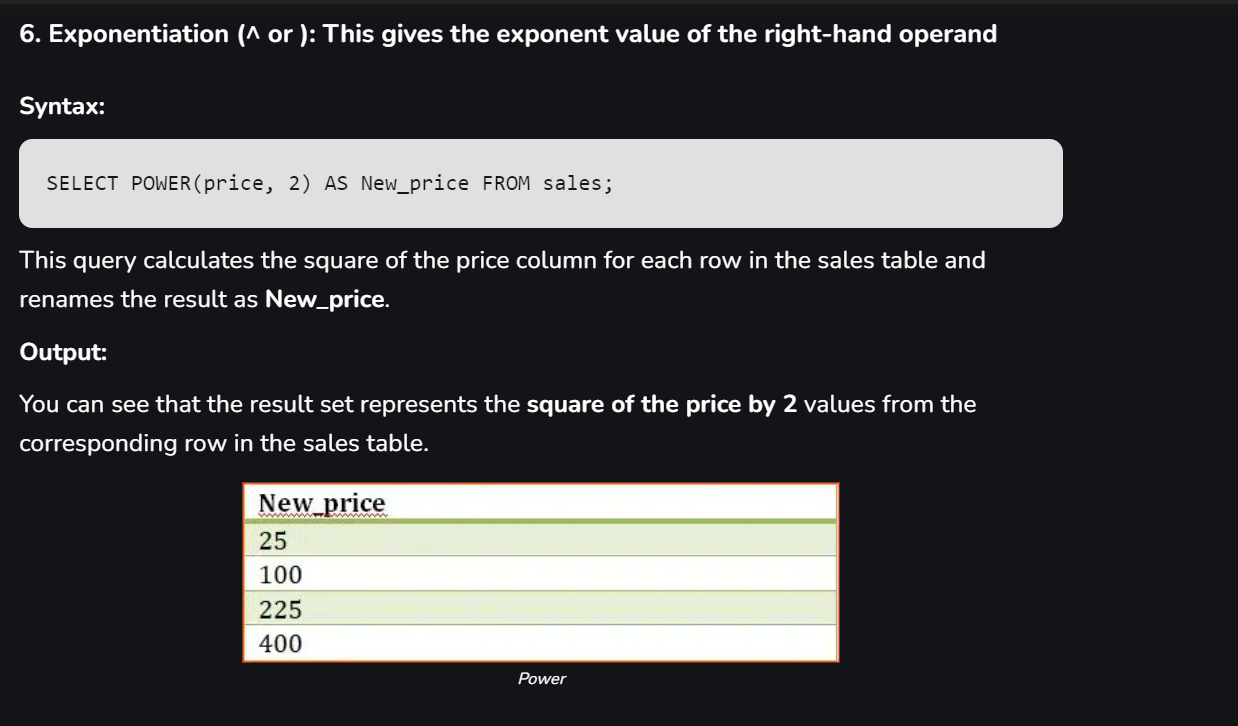 6. Exponentiation (^ or ): This gives the exponent value of the right-hand operand
Syntax:
SELECT POWER(price, 2) AS New_price FROM sales;
This query calculates the square of the price column for each row in the sales table and
renames the result as New_price.
Output:
You can see that the result set represents the square of the price by 2 values from the
corresponding row in the sales table.
New_price
25
100
225
400
Power